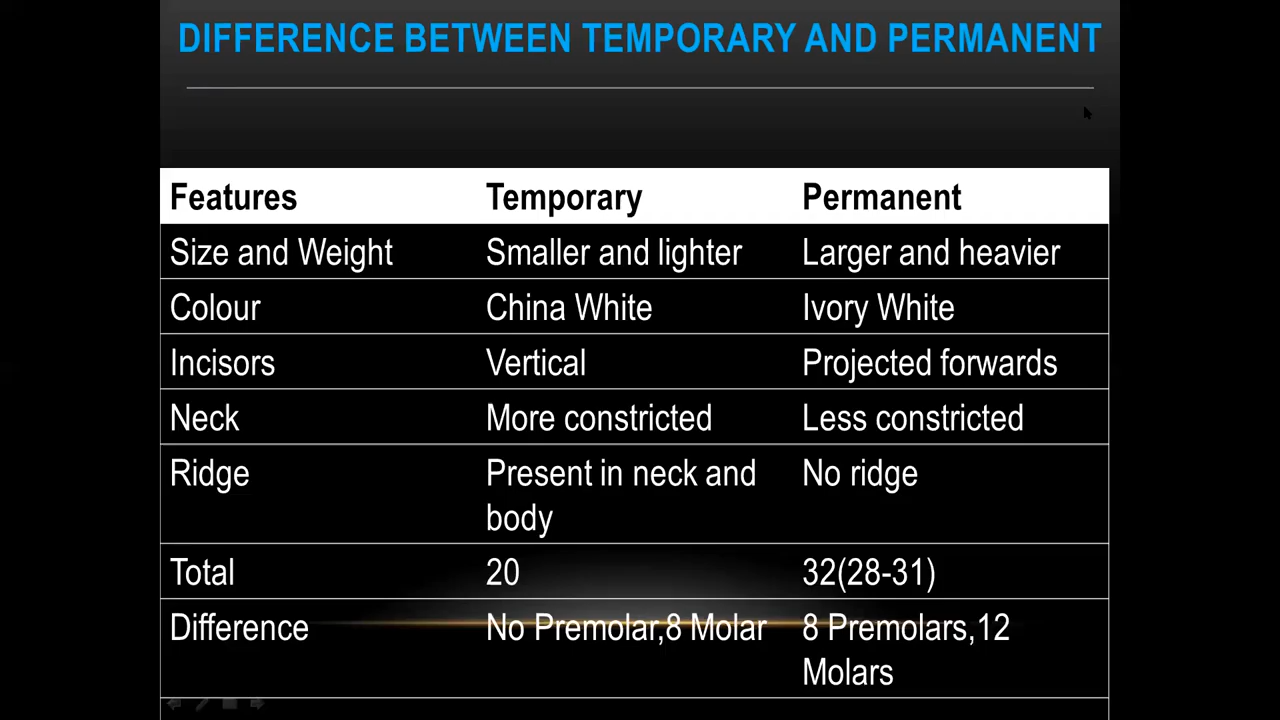 DIFFERENCE BETWEEN TEMPORARY AND PERMANENT
Features Temporary Permanent
Size and Weight Smaller and lighter Larger and heavier
Colour China White Ivory White
Incisors Vertical Projected forwards
Neck More constricted Less constricted
Ridge Present in neck and No ridge
body
Total 20 32(28-31)
Difference No Premolar,8 Molar 8 Premolars,12
Molars